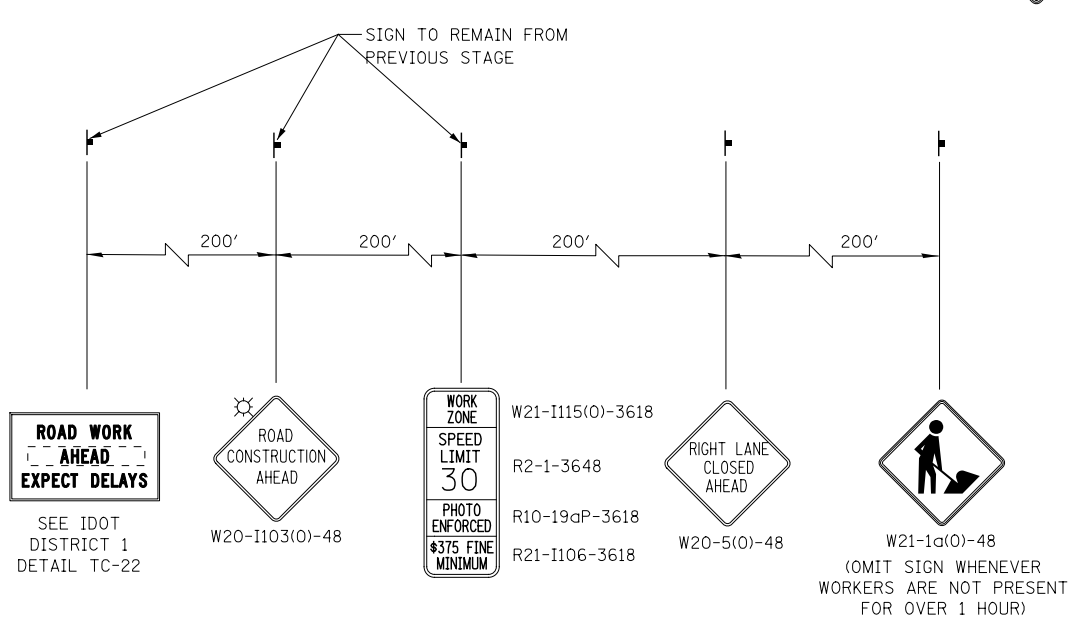 SIGN TO REMAIN FROM
PREVIOUS STAGE
200'
200'
200'
200'
ROAD WORK
AHEAD
EXPECT DELAYS
SEE IDOT
DISTRICT 1
DETAIL TC-22
ROAD
CONSTRUCTION
AHEAD
W20-I103(O)-48
WORK
ZONE
SPEED
LIMIT
30
PHOTO
ENFORCED
$375 FINE
MINIMUM
W21-I115(O)-3618
R2-1-3648
R10-19aP-3618
R21-I106-3618
RIGHT LANE
CLOSED
AHEAD
W20-5(O)-48
W21-1a(O)-48
(OMIT SIGN WHENEVER
WORKERS ARE NOT PRESENT
FOR OVER 1 HOUR)